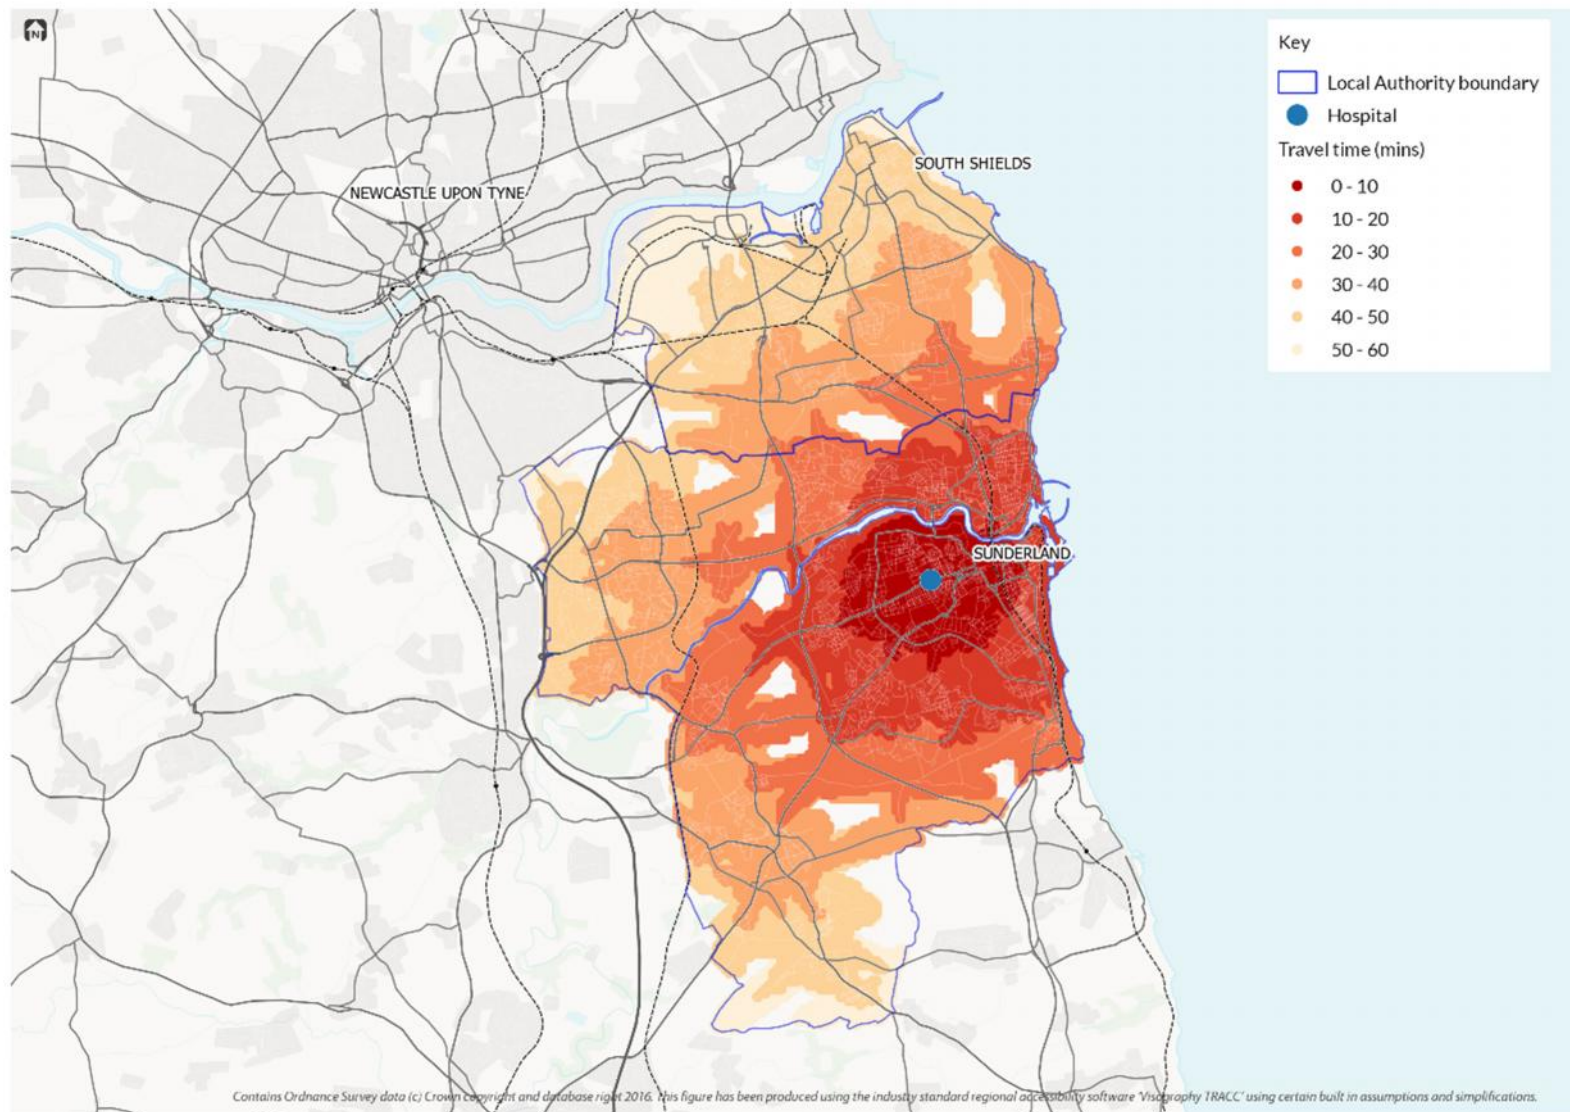 N
Key
Local Authority boundary
Hospital
Travel time (mins)
0 - 10
10 - 20
20 - 30
30 - 40
40 - 50
50 - 60
SOUTH SHIELDS
NEWCASTLE UPON TYNE
SUNDERLAND
Contains Ordnance Survey data (c) Crown copyright and database right 2016. This figure has been produced using the industry standard regional accessibility software 'Visography TRACC' using certain built in assumptions and simplifications.